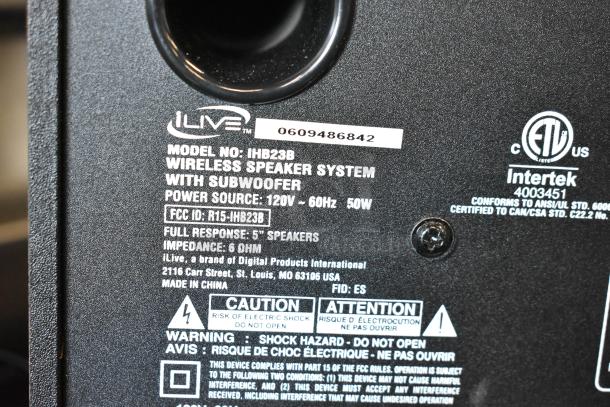 iLIVE™
0609486842
MODEL NO: IHB23B
WIRELESS SPEAKER SYSTEM
WITH SUBWOOFER
POWER SOURCE: 120V ~ 60Hz 50W
FCC ID: R15-IHB23B
FULL RESPONSE: 5" SPEAKERS
IMPEDANCE: 6 OHM
iLive, a brand of Digital Products International
2116 Carr Street, St. Louis, MO 63106 USA
MADE IN CHINA FID: ES
C ETL US
Intertek
4003451
CONFORMS TO ANSI/UL STD.
CERTIFIED TO CAN/CSA STD. C22.2 No.
CAUTION
RISK OF ELECTRIC SHOCK
DO NOT OPEN
ATTENTION
RISQUE D. ÉLECTROCUTION
NE PAS OUVRIR
WARNING : SHOCK HAZARD - DO NOT OPEN
AVIS : RISQUE DE CHOC ÉLECTRIQUE - NE PAS OUVRIR
THIS DEVICE COMPLIES WITH PART 15 OF THE FCC RULES. OPERATION IS SUBJECT
TO THE FOLLOWING TWO CONDITIONS: (1) THIS DEVICE MAY NOT CAUSE HARMFUL
INTERFERENCE, AND (2) THIS DEVICE MUST ACCEPT ANY INTERFERENCE
RECEIVED, INCLUDING INTERFERENCE THAT MAY CAUSE UNDESIRED OPERATION